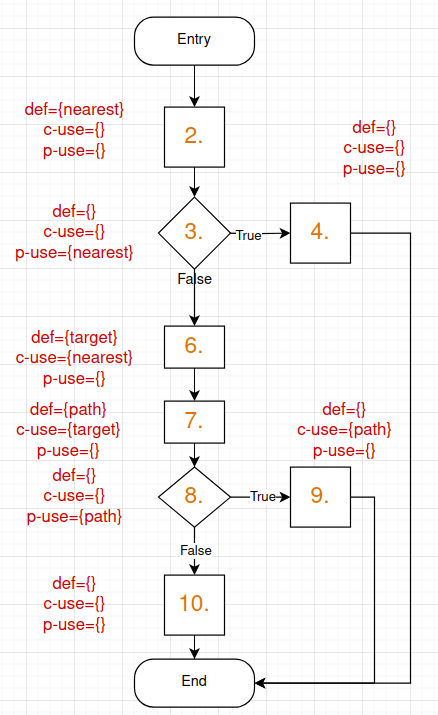 Entry
def={nearest}
c-use={}
p-use={}
2.
def={}
c-use={}
p-use={}
def={}
c-use={}
p-use={nearest}
3.
True
4.
False
def={target}
c-use={nearest}
p-use={}
6.
def={path}
c-use={target}
p-use={}
7.
def={}
c-use={path}
p-use={}
def={}
c-use={}
p-use={path}
8.
True
9.
False
def={}
c-use={}
p-use={}
10.
End